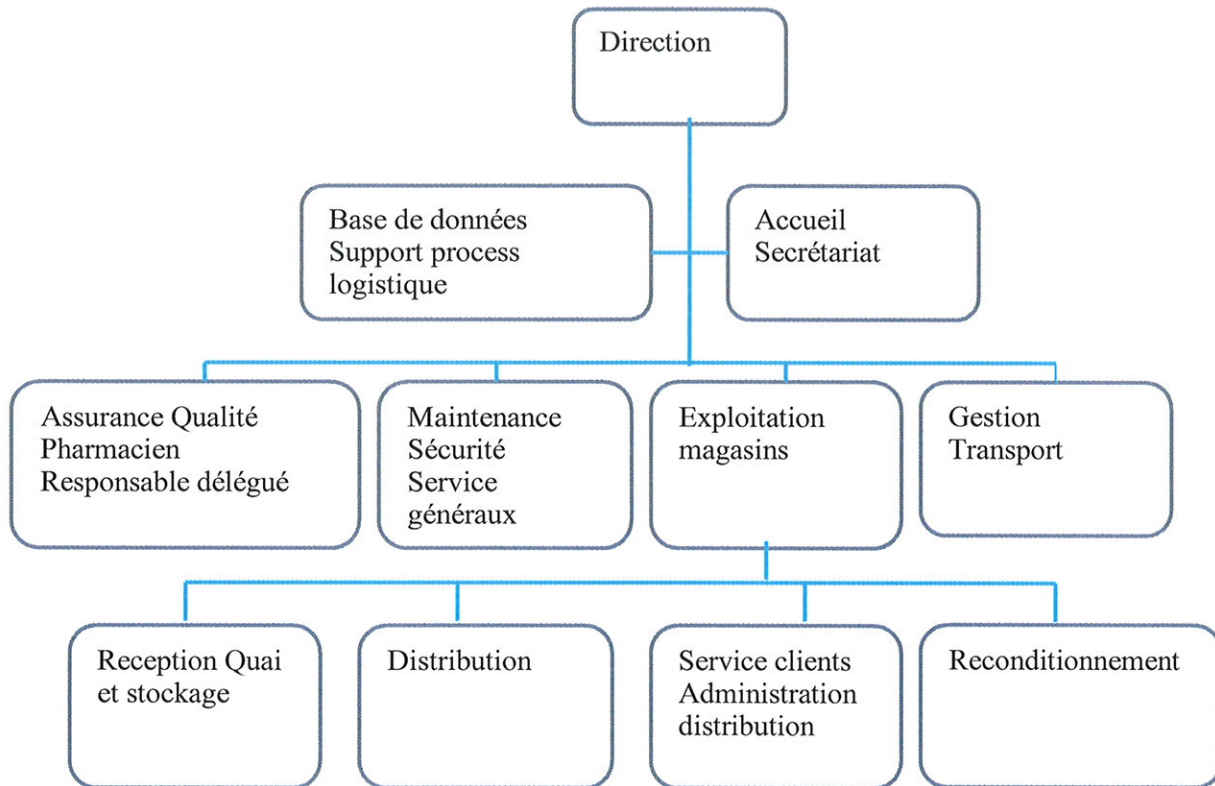 Direction
Base de données
Support process
logistique
Accueil
Secrétariat
Assurance Qualité
Pharmacien
Responsable délégué
Maintenance
Sécurité
Service
généraux
Exploitation
magasins
Gestion
Transport
Reception Quai
et stockage
Distribution
Service clients
Administration
distribution
Reconditionnement